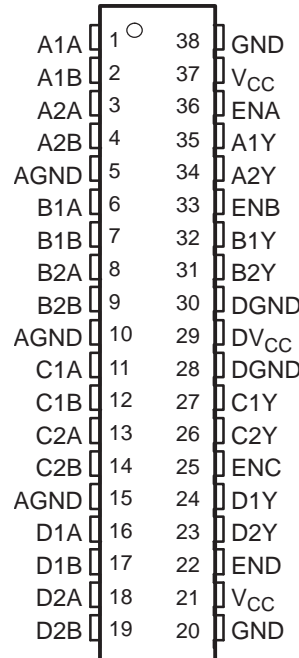 A1A 1 38 GND
A1B 2 37 VCC
A2A 3 36 ENA
A2B 4 35 A1Y
AGND 5 34 A2Y
B1A 6 33 ENB
B1B 7 32 B1Y
B2A 8 31 B2Y
B2B 9 30 DGND
AGND 10 29 DVCC
C1A 11 28 DGND
C1B 12 27 C1Y
C2A 13 26 C2Y
C2B 14 25 ENC
AGND 15 24 D1Y
D1A 16 23 D2Y
D1B 17 22 END
D2A 18 21 VCC
D2B 19 20 GND